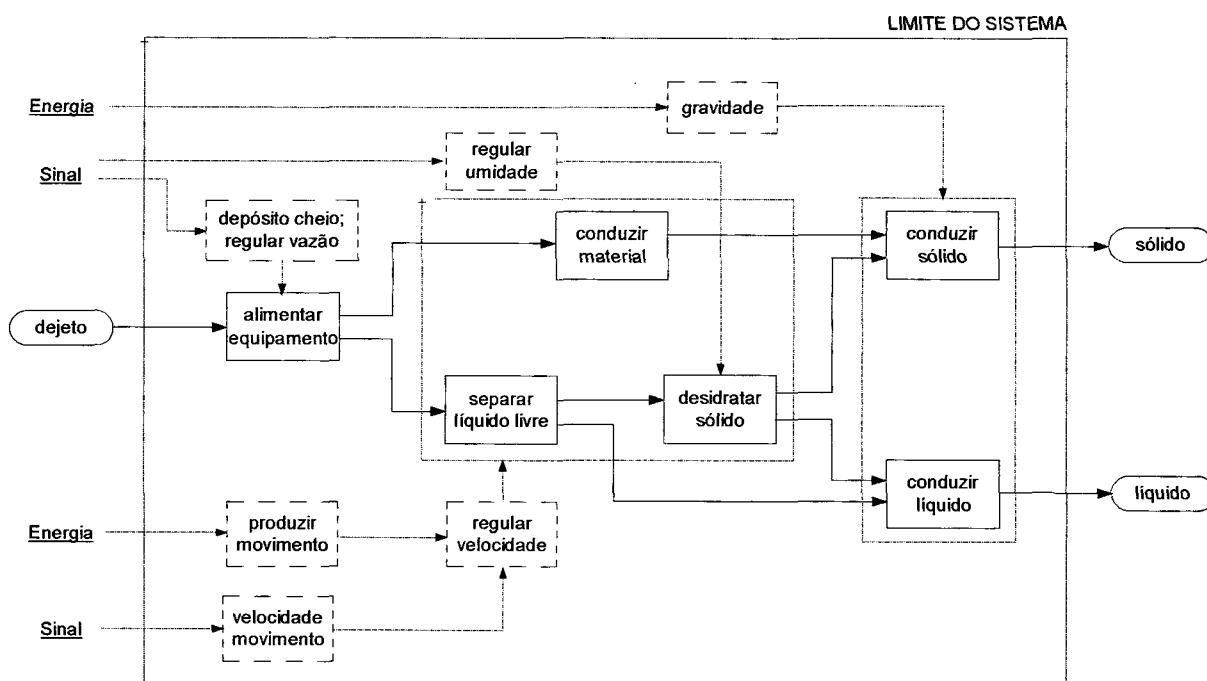 LIMITE DO SISTEMA
Energia
gravidade
regular
umidade
Sinal
depósito cheio;
regular vazão
conduzir
material
conduzir
sólido
sólido
dejeto
alimentar
equipamento
separar
líquido livre
desidratar
sólido
conduzir
líquido
líquido
Energia
produzir
movimento
regular
velocidade
Sinal
velocidade
movimento